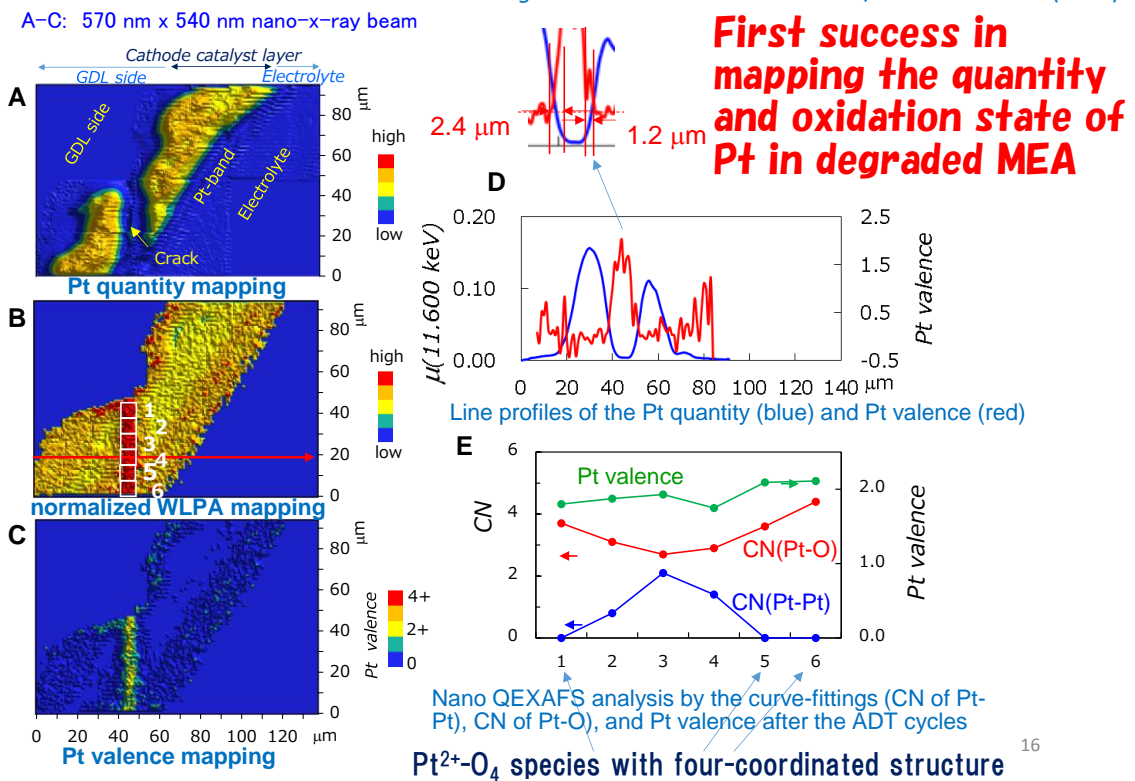 A-C: 570 nm x 540 nm nano-x-ray beam
Cathode catalyst layer
GDL side
Electrolyte
A
GDL side
Pt-band
Electrolyte
Crack
μm
80
60
40
20
0
high
low
Pt quantity mapping
B
1
2
3
4
5
6
μm
80
60
40
20
0
high
low
normalized WLPA mapping
C
μm
80
60
40
20
0
Pt valence
4+
2+
0
0 20 40 60 80 100 120 μm
Pt valence mapping
First success in
mapping the quantity
and oxidation state of
Pt in degraded MEA
2.4 μm
1.2 μm
D
μ(11.600 keV)
0.20
0.10
0.00
2.5
1.5
0.5
-0.5
Pt valence
0 20 40 60 80 100 120 140 μm
Line profiles of the Pt quantity (blue) and Pt valence (red)
E
CN
6
4
2
0
Pt valence
CN(Pt-O)
CN(Pt-Pt)
2.0
1.0
0.0
Pt valence
1 2 3 4 5 6
Nano QEXAFS analysis by the curve-fittings (CN of Pt-
Pt), CN of Pt-O), and Pt valence after the ADT cycles
Pt²⁺-O₄ species with four-coordinated structure
16